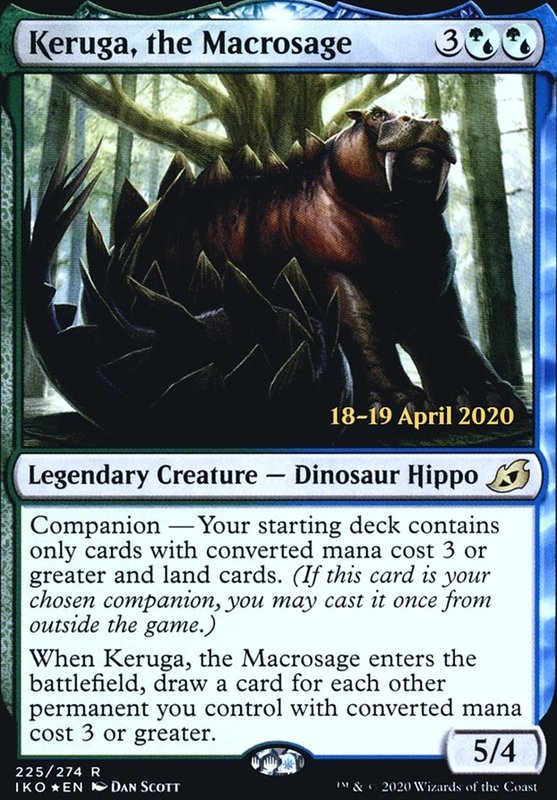 Keruga, the Macrosage 3
18–19 April 2020
Legendary Creature — Dinosaur Hippo
Companion — Your starting deck contains
only cards with converted mana cost 3 or
greater and land cards. (If this card is your
chosen companion, you may cast it once from
outside the game.)
When Keruga, the Macrosage enters the
battlefield, draw a card for each other
permanent you control with converted mana
cost 3 or greater.
5/4
225/274 R
IKO ★ EN Dan Scott
™ & © 2020 Wizards of the Coast